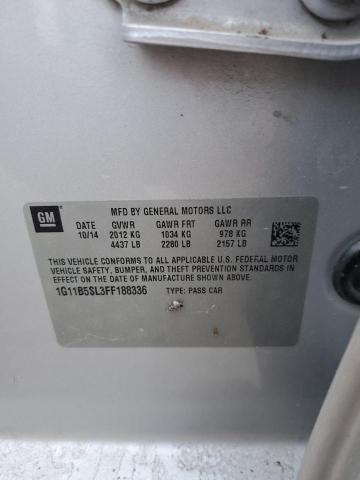 GM
MFD BY GENERAL MOTORS LLC
DATE GVWR GAWR FRT GAWR RR
10/14 2012 KG 1034 KG 978 KG
4437 LB 2280 LB 2157 LB
THIS VEHICLE CONFORMS TO ALL APPLICABLE U.S. FEDERAL MOTOR
VEHICLE SAFETY, BUMPER, AND THEFT PREVENTION STANDARDS
IN EFFECT ON THE DATE OF MANUFACTURE SHOWN ABOVE.
1G11B5SL3FF188336 TYPE: PASS CAR